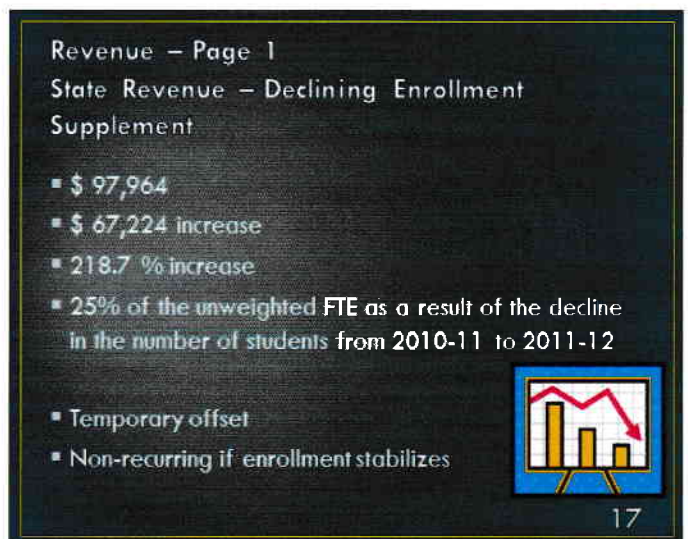 Revenue – Page 1
State Revenue – Declining Enrollment
Supplement
▪ $ 97,964
▪ $ 67,224 increase
▪ 218.7 % increase
▪ 25% of the unweighted FTE as a result of the decline
in the number of students from 2010-11 to 2011-12
▪ Temporary offset
▪ Non-recurring if enrollment stabilizes
17